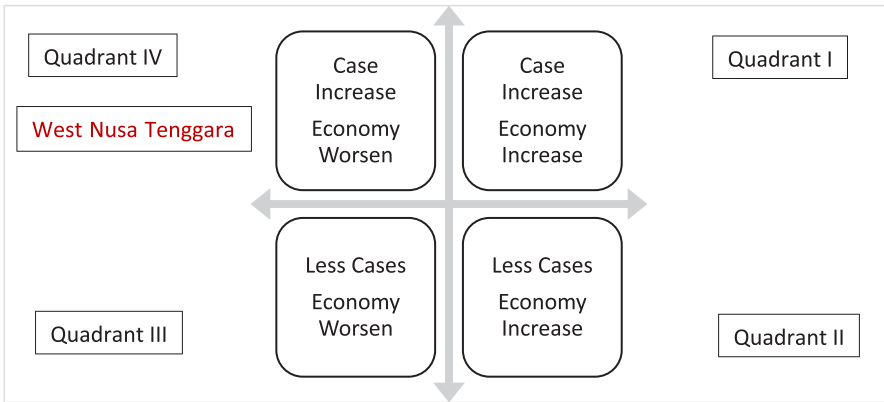 Quadrant IV
West Nusa Tenggara
Case
Increase
Economy
Worsen
Case
Increase
Economy
Increase
Quadrant I
Quadrant III
Less Cases
Economy
Worsen
Less Cases
Economy
Increase
Quadrant II